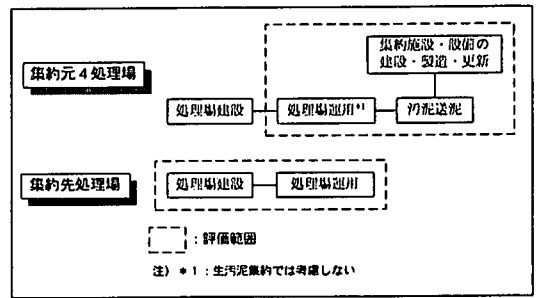 集約施設・設備の
建設・製造・更新
集約元4処理場
処理場建設
処理場運用*1
汚泥送泥
集約先処理場
処理場建設
処理場運用
:評価範囲
注) *1:生汚泥集約では考慮しない